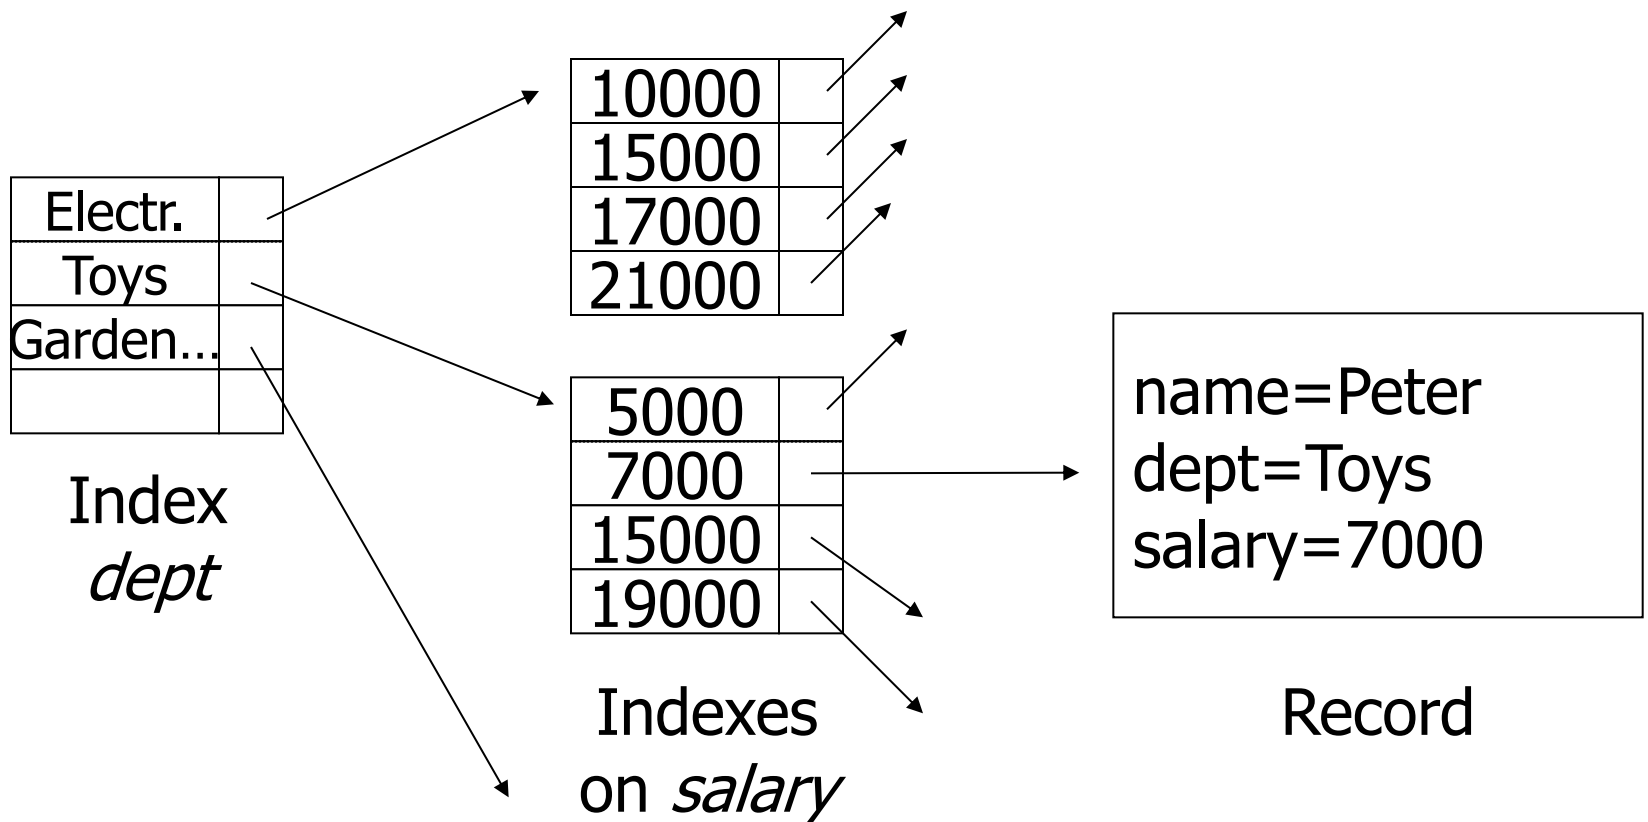 Electr.
Toys
Garden...
Index
dept
10000
15000
17000
21000
5000
7000
15000
19000
Indexes
on salary
name=Peter
dept=Toys
salary=7000
Record